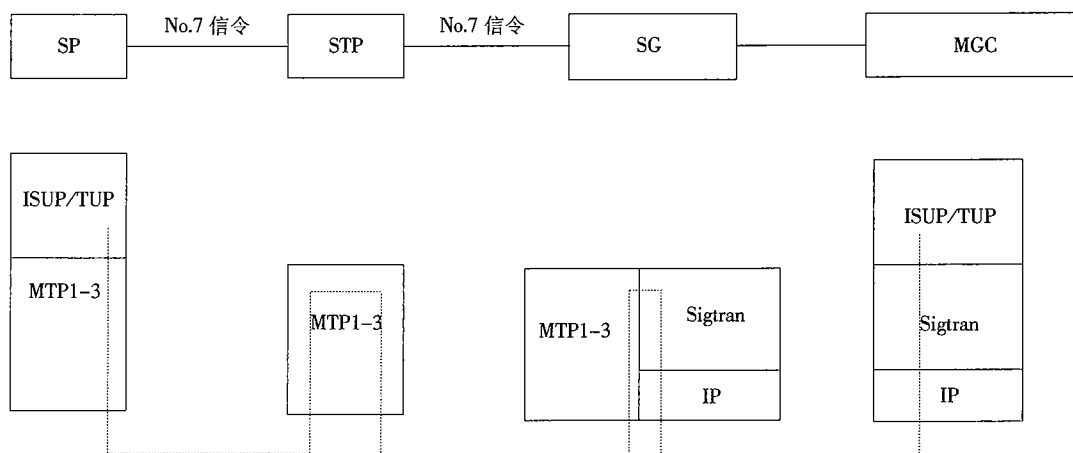 No.7 信令
No.7 信令
SP
STP
SG
MGC
ISUP/TUP
MTP1-3
MTP1-3
MTP1-3
Sigtran
IP
ISUP/TUP
Sigtran
IP